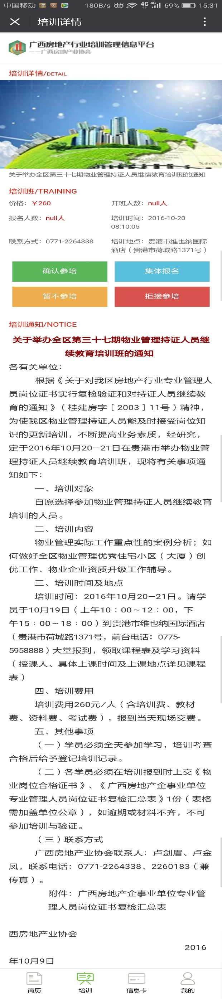 中国移动 180B/s 4G 4G 69% 15:31
培训详情
广西房地产行业培训管理信息平台
——广西房地产业协会
培训详情/DETAIL
关于举办全区第三十七期物业管理持证人员继续教育培训班的通知
培训班/TRAINING
价格：￥260 开班人数：null人
报名人数：null人 培训时间：2016-10-20
08:10:05
联系方式：0771-2264338 培训地点：贵港市维也纳国际
酒店（贵港市荷城路1371号）
确认参培 集体报名
暂不参培 拒接参培
培训通知/NOTICE
关于举办全区第三十七期物业管理持证人员继
续教育培训班的通知
各有关单位：
根据《关于对我区房地产行业专业管理人
员岗位证书实行复检验证和对持证人员继续教
育的通知》（桂建房字［2003］11号）精神，
为使我区物业管理持证人员能及时接受岗位知
识的更新培训，不断提高业务素质，经研究，
定于2016年10月20—21日在贵港市举办物业管
理持证人员继续教育培训班，现将有关事项通
知如下：
一、培训对象
自愿选择参加物业管理持证人员继续教育
培训的人员。
二、培训内容
物业管理实际工作重点性的案例分析；如
何做好全区物业管理优秀住宅小区（大厦）创
优工作、物业企业资质升级工作辅导。
三、培训时间及地点
培训时间：2016年10月20—21日。请学
员于10月19日（上午10：00～12：00，下
午15：00～18：00）到贵港市维也纳国际酒店
（贵港市荷城路1371号，前台电话：0775-
5958888）大堂报到，领取课程表及学习资料
（授课人、具体上课时间及上课地点详见课程
表）
四、培训费用
培训费用260元/人（含培训费、教材
费、资料费、考试费），报到当天现场交费。
五、其他事项
（一）学员必须全天参加学习，培训考查
合格后给予登记培训记录。
（二）各学员必须在培训报到时上交《物
业岗位合格证书》、《广西房地产企事业单位
专业管理人员岗位证书复检汇总表》1份（表格
需加盖单位公章），如逾期或材料不齐，不可
参加培训与验证。
（三）联系方式
广西房地产业协会联系人：卢剑眉、卢金
凤，联系电话：0771-2264338、2260183（兼
传真）。
附件：广西房地产企事业单位专业管
理人员岗位证书复检汇总表
西房地产业协会
2016
年10月9日
简历 培训 信息卡 我的